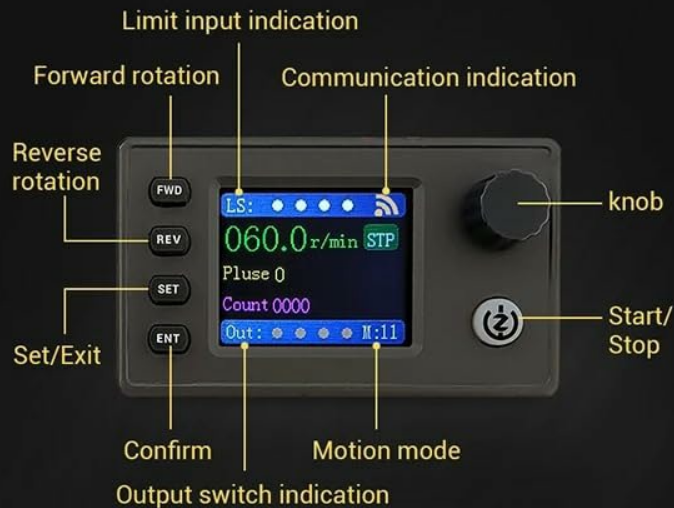 Limit input indication
Forward rotation
Communication indication
Reverse
rotation
FWD
LS:
knob
REV
060.0 r/min STP
Pluse 0
SET
Count 0000
Start/
Stop
ENT
Out: M:11
Set/Exit
Confirm
Motion mode
Output switch indication